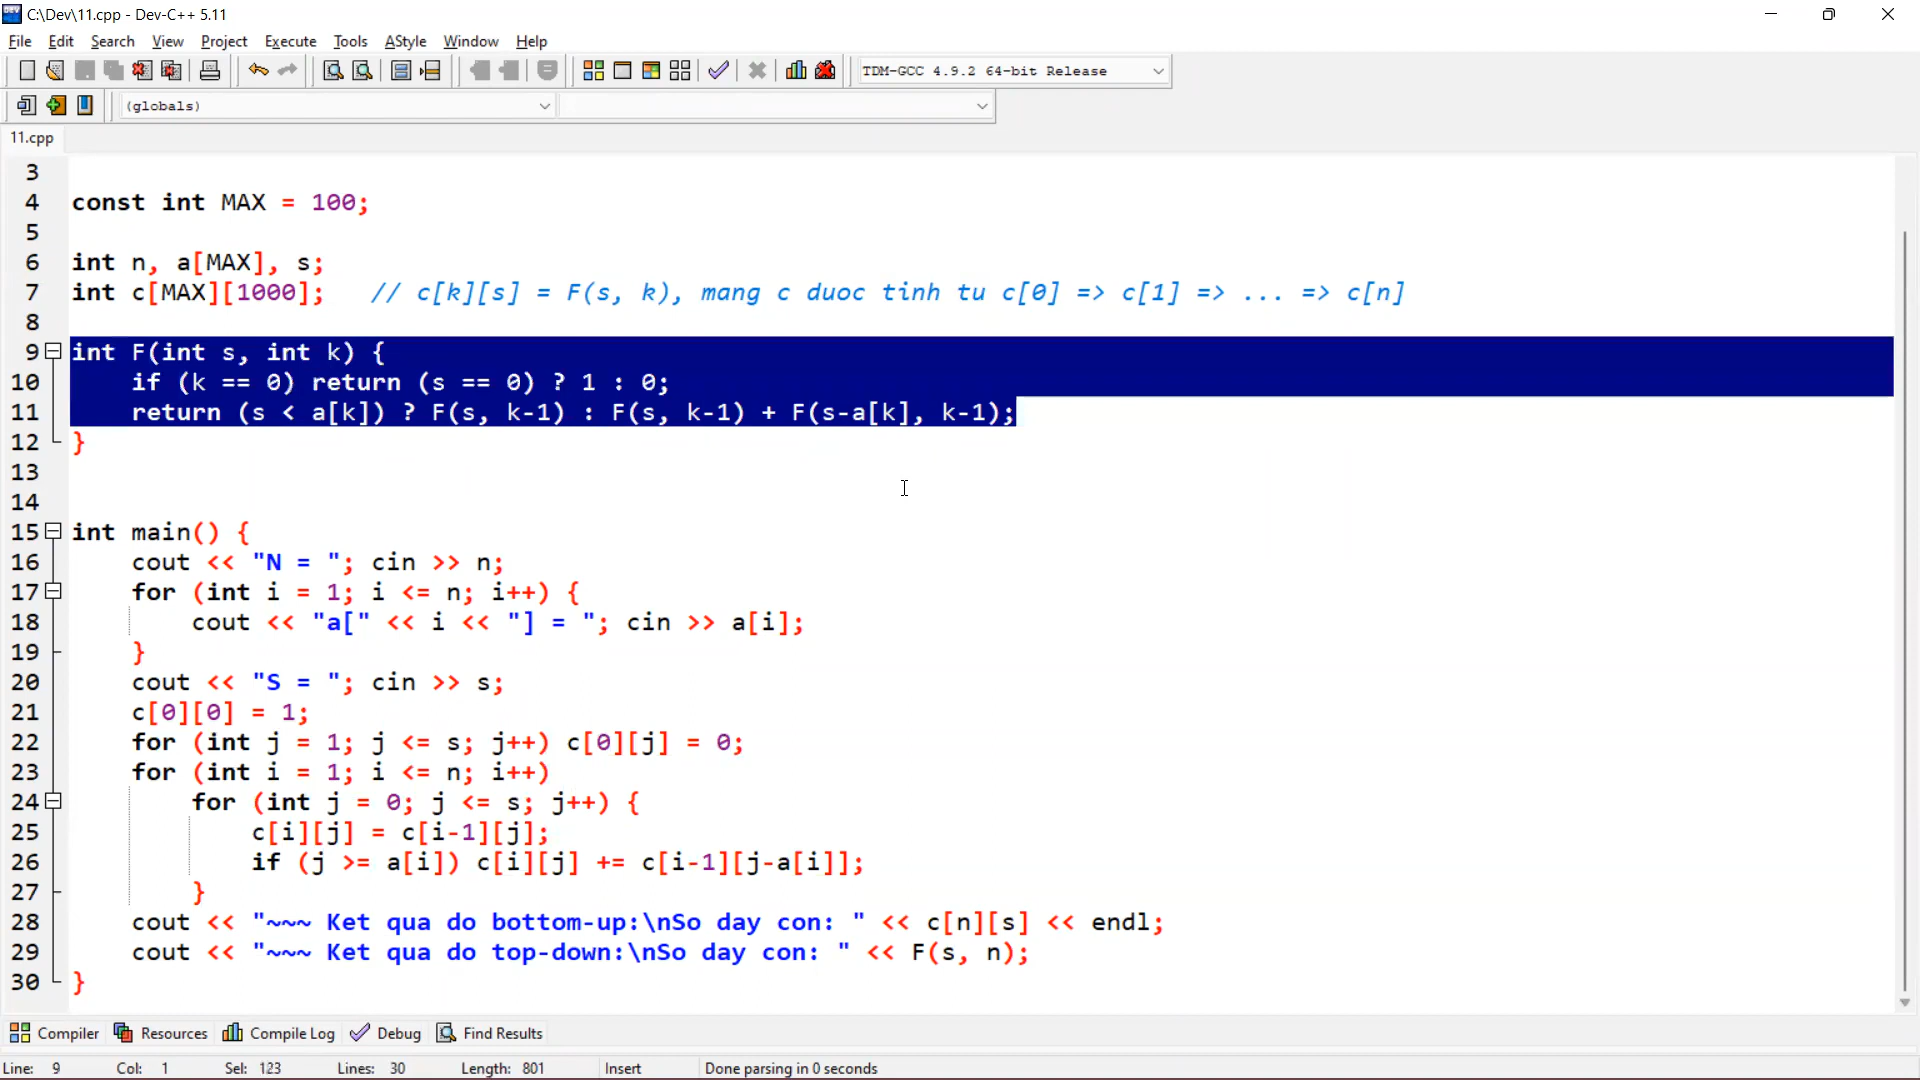 C:\Dev\11.cpp - Dev-C++ 5.11
File Edit Search View Project Execute Tools AStyle Window Help
TDM-GCC 4.9.2 64-bit Release
(globals)
11.cpp
3
4 const int MAX = 100;
5
6 int n, a[MAX], s;
7 int c[MAX][1000];   // c[k][s] = F(s, k), mang c duoc tinh tu c[0] => c[1] => ... => c[n]
8
9 int F(int s, int k) {
10     if (k == 0) return (s == 0) ? 1 : 0;
11     return (s < a[k]) ? F(s, k-1) : F(s, k-1) + F(s-a[k], k-1);
12 }
13
14
15 int main() {
16     cout << "N = "; cin >> n;
17     for (int i = 1; i <= n; i++) {
18         cout << "a[" << i << "] = "; cin >> a[i];
19     }
20     cout << "S = "; cin >> s;
21     c[0][0] = 1;
22     for (int j = 1; j <= s; j++) c[0][j] = 0;
23     for (int i = 1; i <= n; i++)
24         for (int j = 0; j <= s; j++) {
25             c[i][j] = c[i-1][j];
26             if (j >= a[i]) c[i][j] += c[i-1][j-a[i]];
27         }
28     cout << "~~~ Ket qua do bottom-up:\nSo day con: " << c[n][s] << endl;
29     cout << "~~~ Ket qua do top-down:\nSo day con: " << F(s, n);
30 }
Compiler Resources Compile Log Debug Find Results
Line: 9 Col: 1 Sel: 123 Lines: 30 Length: 801 Insert Done parsing in 0 seconds